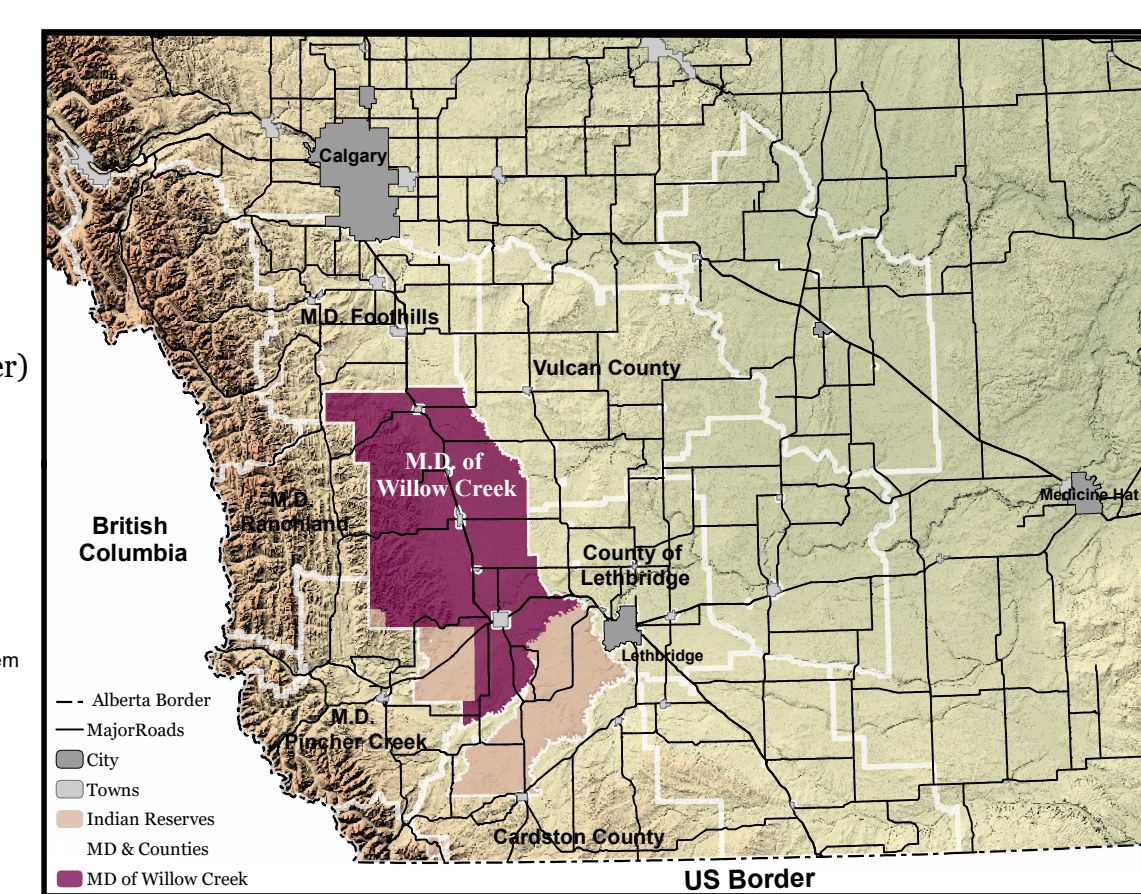 Calgary
M.D. Foothills
er)
Vulcan County
M.D. of
Willow Creek
M.D.
Ranchland
Medicine Hat
British
Columbia
County of
Lethbridge
Lethbridge
em
M.D.
Pincher Creek
Alberta Border
MajorRoads
City
Towns
Indian Reserves
MD & Counties
MD of Willow Creek
Cardston County
US Border